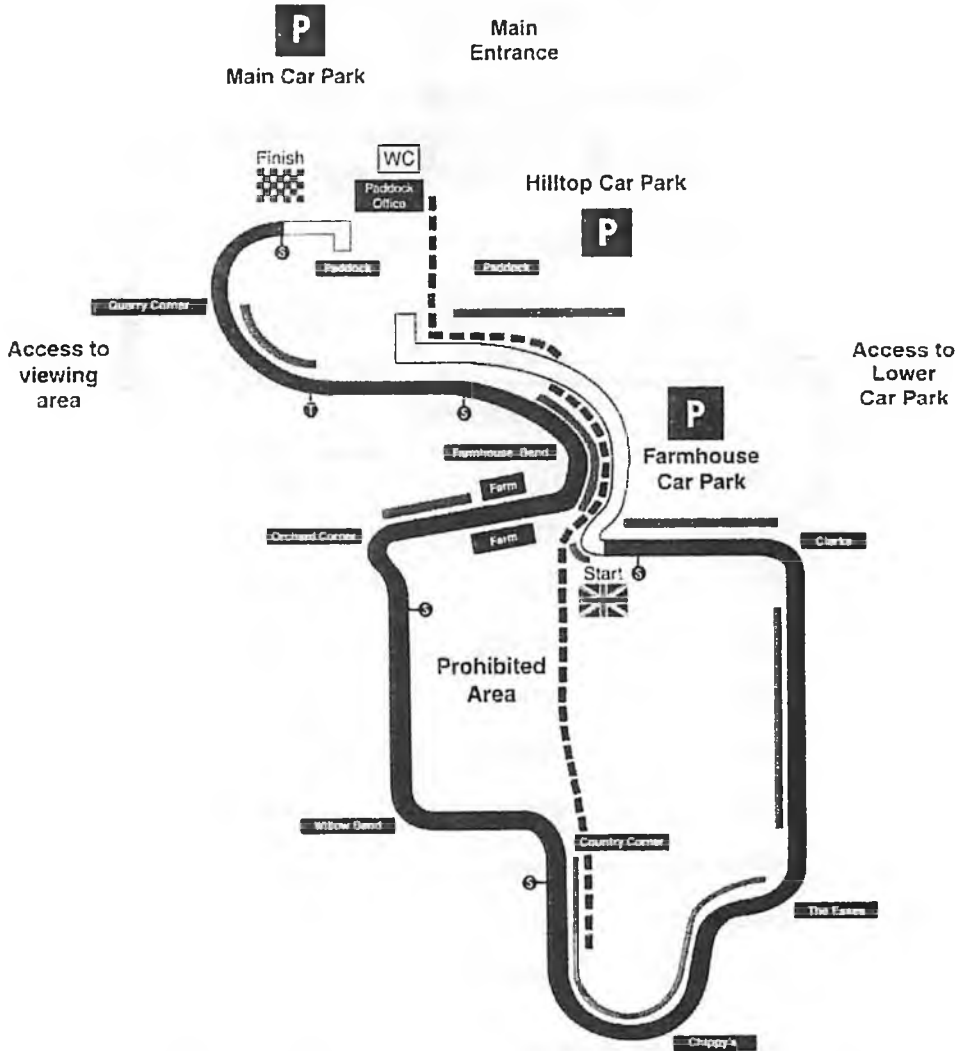 P
Main Car Park
Main
Entrance
Finish
WC
Paddock
Office
Hilltop Car Park
P
S
Paddock
Paddock
Quarry Corner
Access to
viewing
area
Access to
Lower
Car Park
P
T
S
Farmhouse Bend
Farmhouse
Car Park
Farm
Orchard Corner
Farm
Clarks
Start
S
S
Prohibited
Area
Willow Bend
Country Corner
S
The Esses
Chippy's